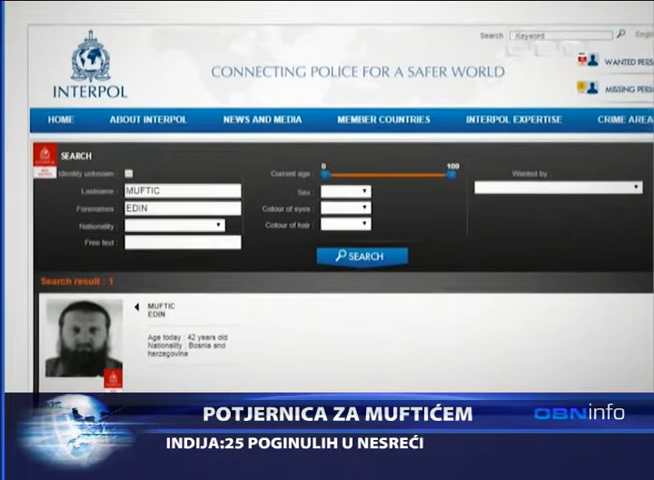 Search
Keyword
INTERPOL
CONNECTING POLICE FOR A SAFER WORLD
WANTED PERS
MISSING PERS
HOME
ABOUT INTERPOL
NEWS AND MEDIA
MEMBER COUNTRIES
INTERPOL EXPERTISE
CRIME AREA
SEARCH
Identity unknown
Lastname
MUFTIC
Forenames
EDIN
Nationality
Free text
Current age
0
100
Sex
Colour of eyes
Colour of hair
Wanted by
SEARCH
Search result : 1
MUFTIC
EDIN
Age today : 42 years old
Nationality : Bosnia and
herzegovina
POTJERNICA ZA MUFTIĆEM
OBNinfo
INDIJA:25 POGINULIH U NESREĆI